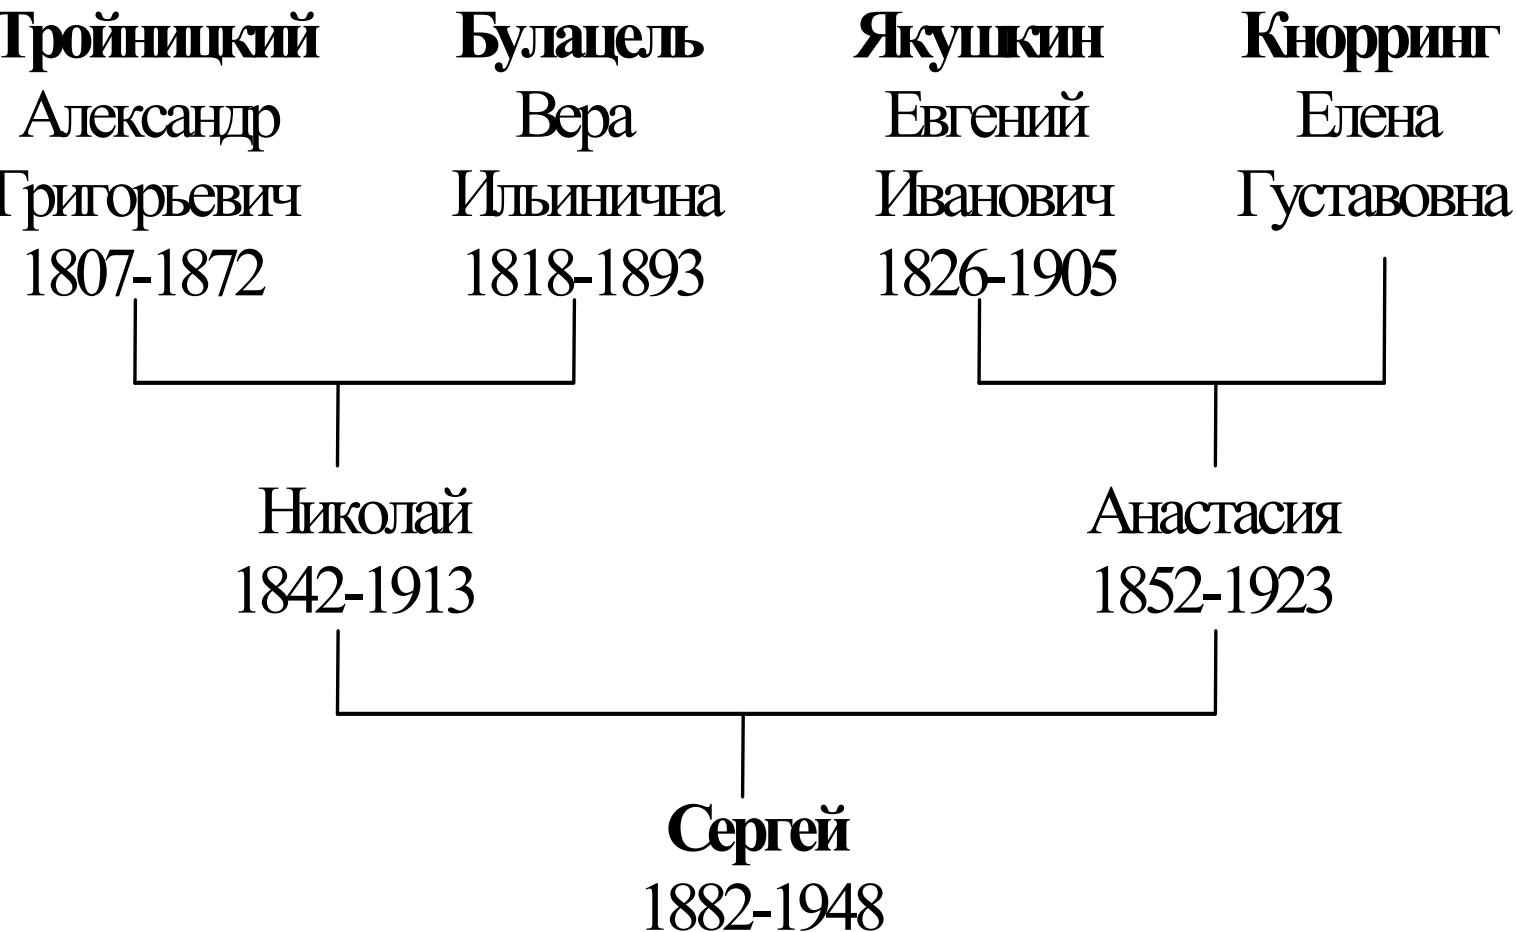 Тройницкий Булацель Якушкин Кнорринг
Александр Вера Евгений Елена
Григорьевич Ильинична Иванович Густавовна
1807-1872 1818-1893 1826-1905
Николай Анастасия
1842-1913 1852-1923
Сергей
1882-1948